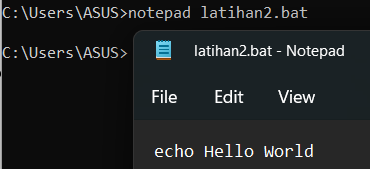 C:\Users\ASUS>notepad latihan2.bat
C:\Users\ASUS>
latihan2.bat - Notepad
File Edit View
echo Hello World